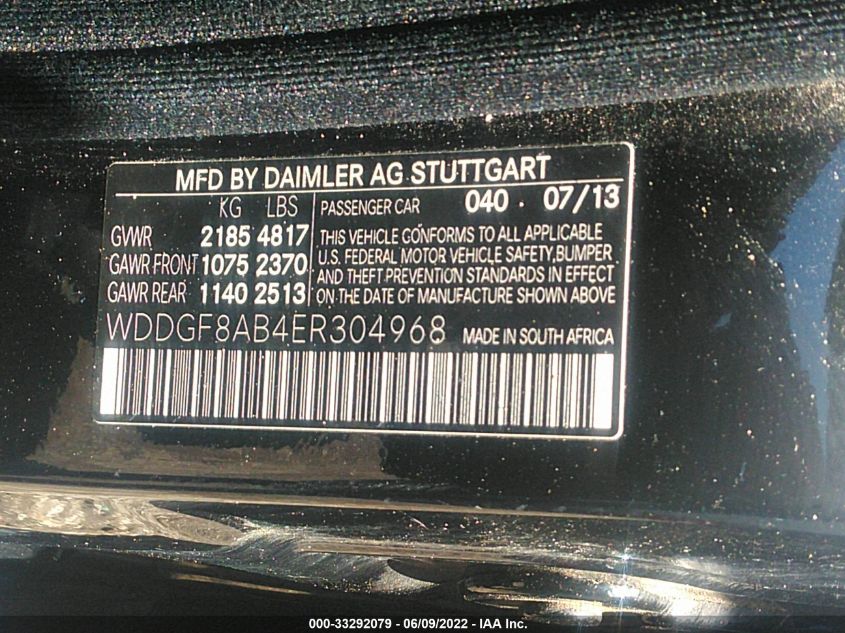 MFD BY DAIMLER AG STUTTGART
KG LBS
GVWR 2185 4817
GAWR FRONT 1075 2370
GAWR REAR 1140 2513
PASSENGER CAR 040 · 07/13
THIS VEHICLE CONFORMS TO ALL APPLICABLE
U.S. FEDERAL MOTOR VEHICLE SAFETY, BUMPER
AND THEFT PREVENTION STANDARDS IN EFFECT
ON THE DATE OF MANUFACTURE SHOWN ABOVE
WDDGF8AB4ER304968 MADE IN SOUTH AFRICA
000-33292079 - 06/09/2022 - IAA Inc.